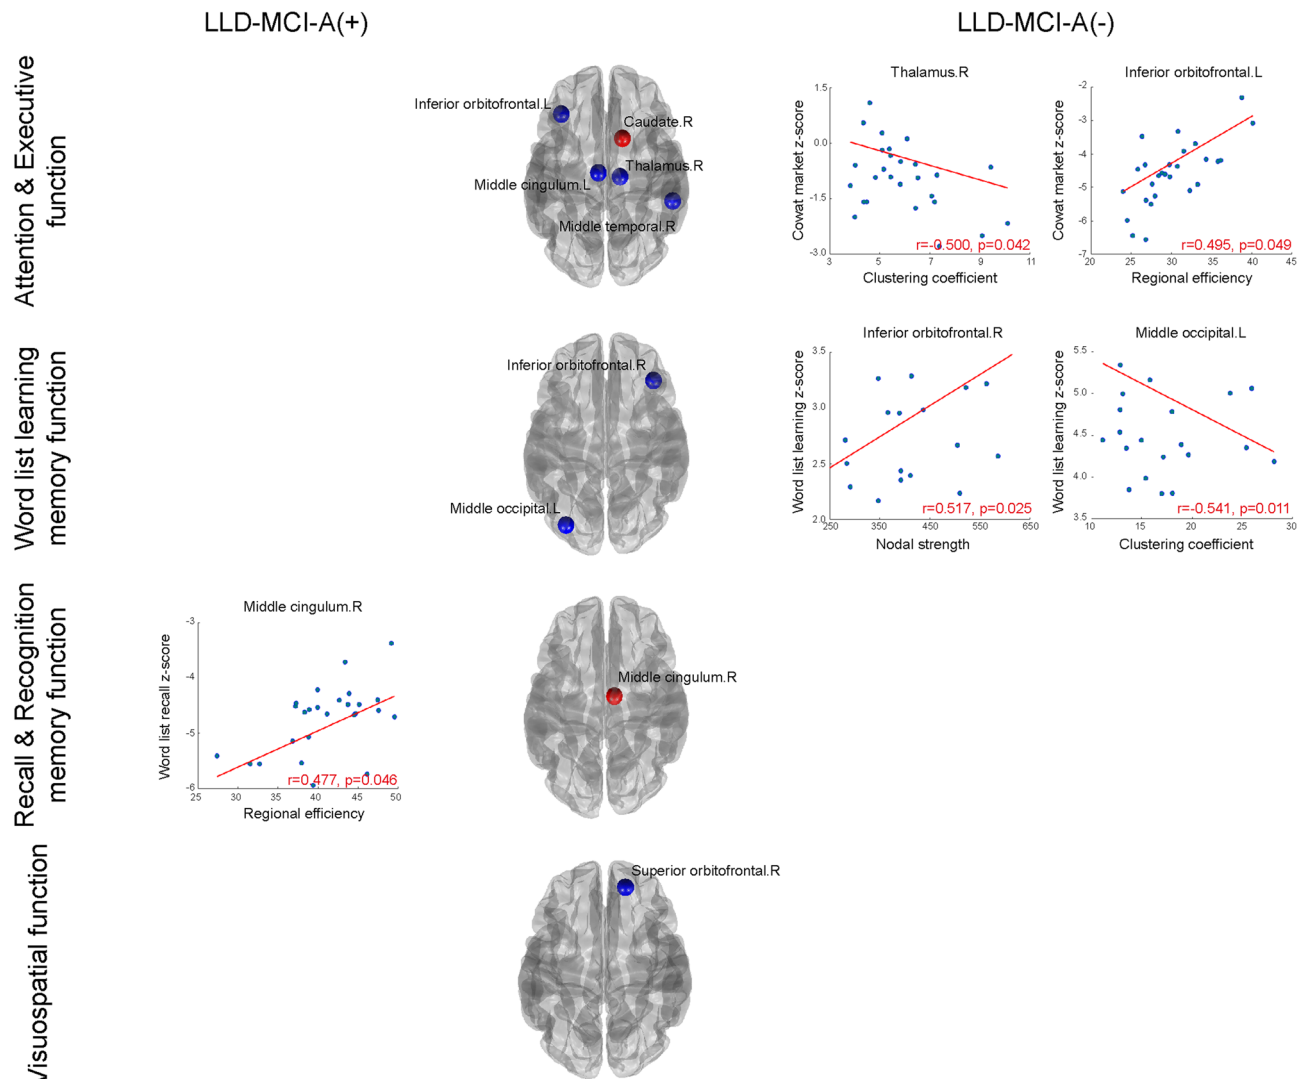 LLD-MCI-A(+)
LLD-MCI-A(-)
Attention & Executive
function
Inferior orbitofrontal.L
Caudate.R
Thalamus.R
Middle cingulum.L
Middle temporal.R
Thalamus.R
Cowat market z-score
1.5
0.0
-1.5
-3.0
r=-0.500, p=0.042
3
5
7
9
11
Clustering coefficient
Inferior orbitofrontal.L
Cowat market z-score
-2
-3
-4
-5
-6
-7
r=0.495, p=0.049
20
25
30
35
40
45
Regional efficiency
Word list learning
memory function
Inferior orbitofrontal.R
Middle occipital.L
Inferior orbitofrontal.R
Word list learning z-score
3.5
3.0
2.5
2.0
r=0.517, p=0.025
250
350
450
550
650
Nodal strength
Middle occipital.L
Word list learning z-score
5.5
5.0
4.5
4.0
3.5
r=-0.541, p=0.011
10
15
20
25
30
Clustering coefficient
Recall & Recognition
memory function
Middle cingulum.R
Word list recall z-score
-3
-4
-5
-6
r=0.477, p=0.046
25
30
35
40
45
50
Regional efficiency
Middle cingulum.R
Visuospatial function
Superior orbitofrontal.R